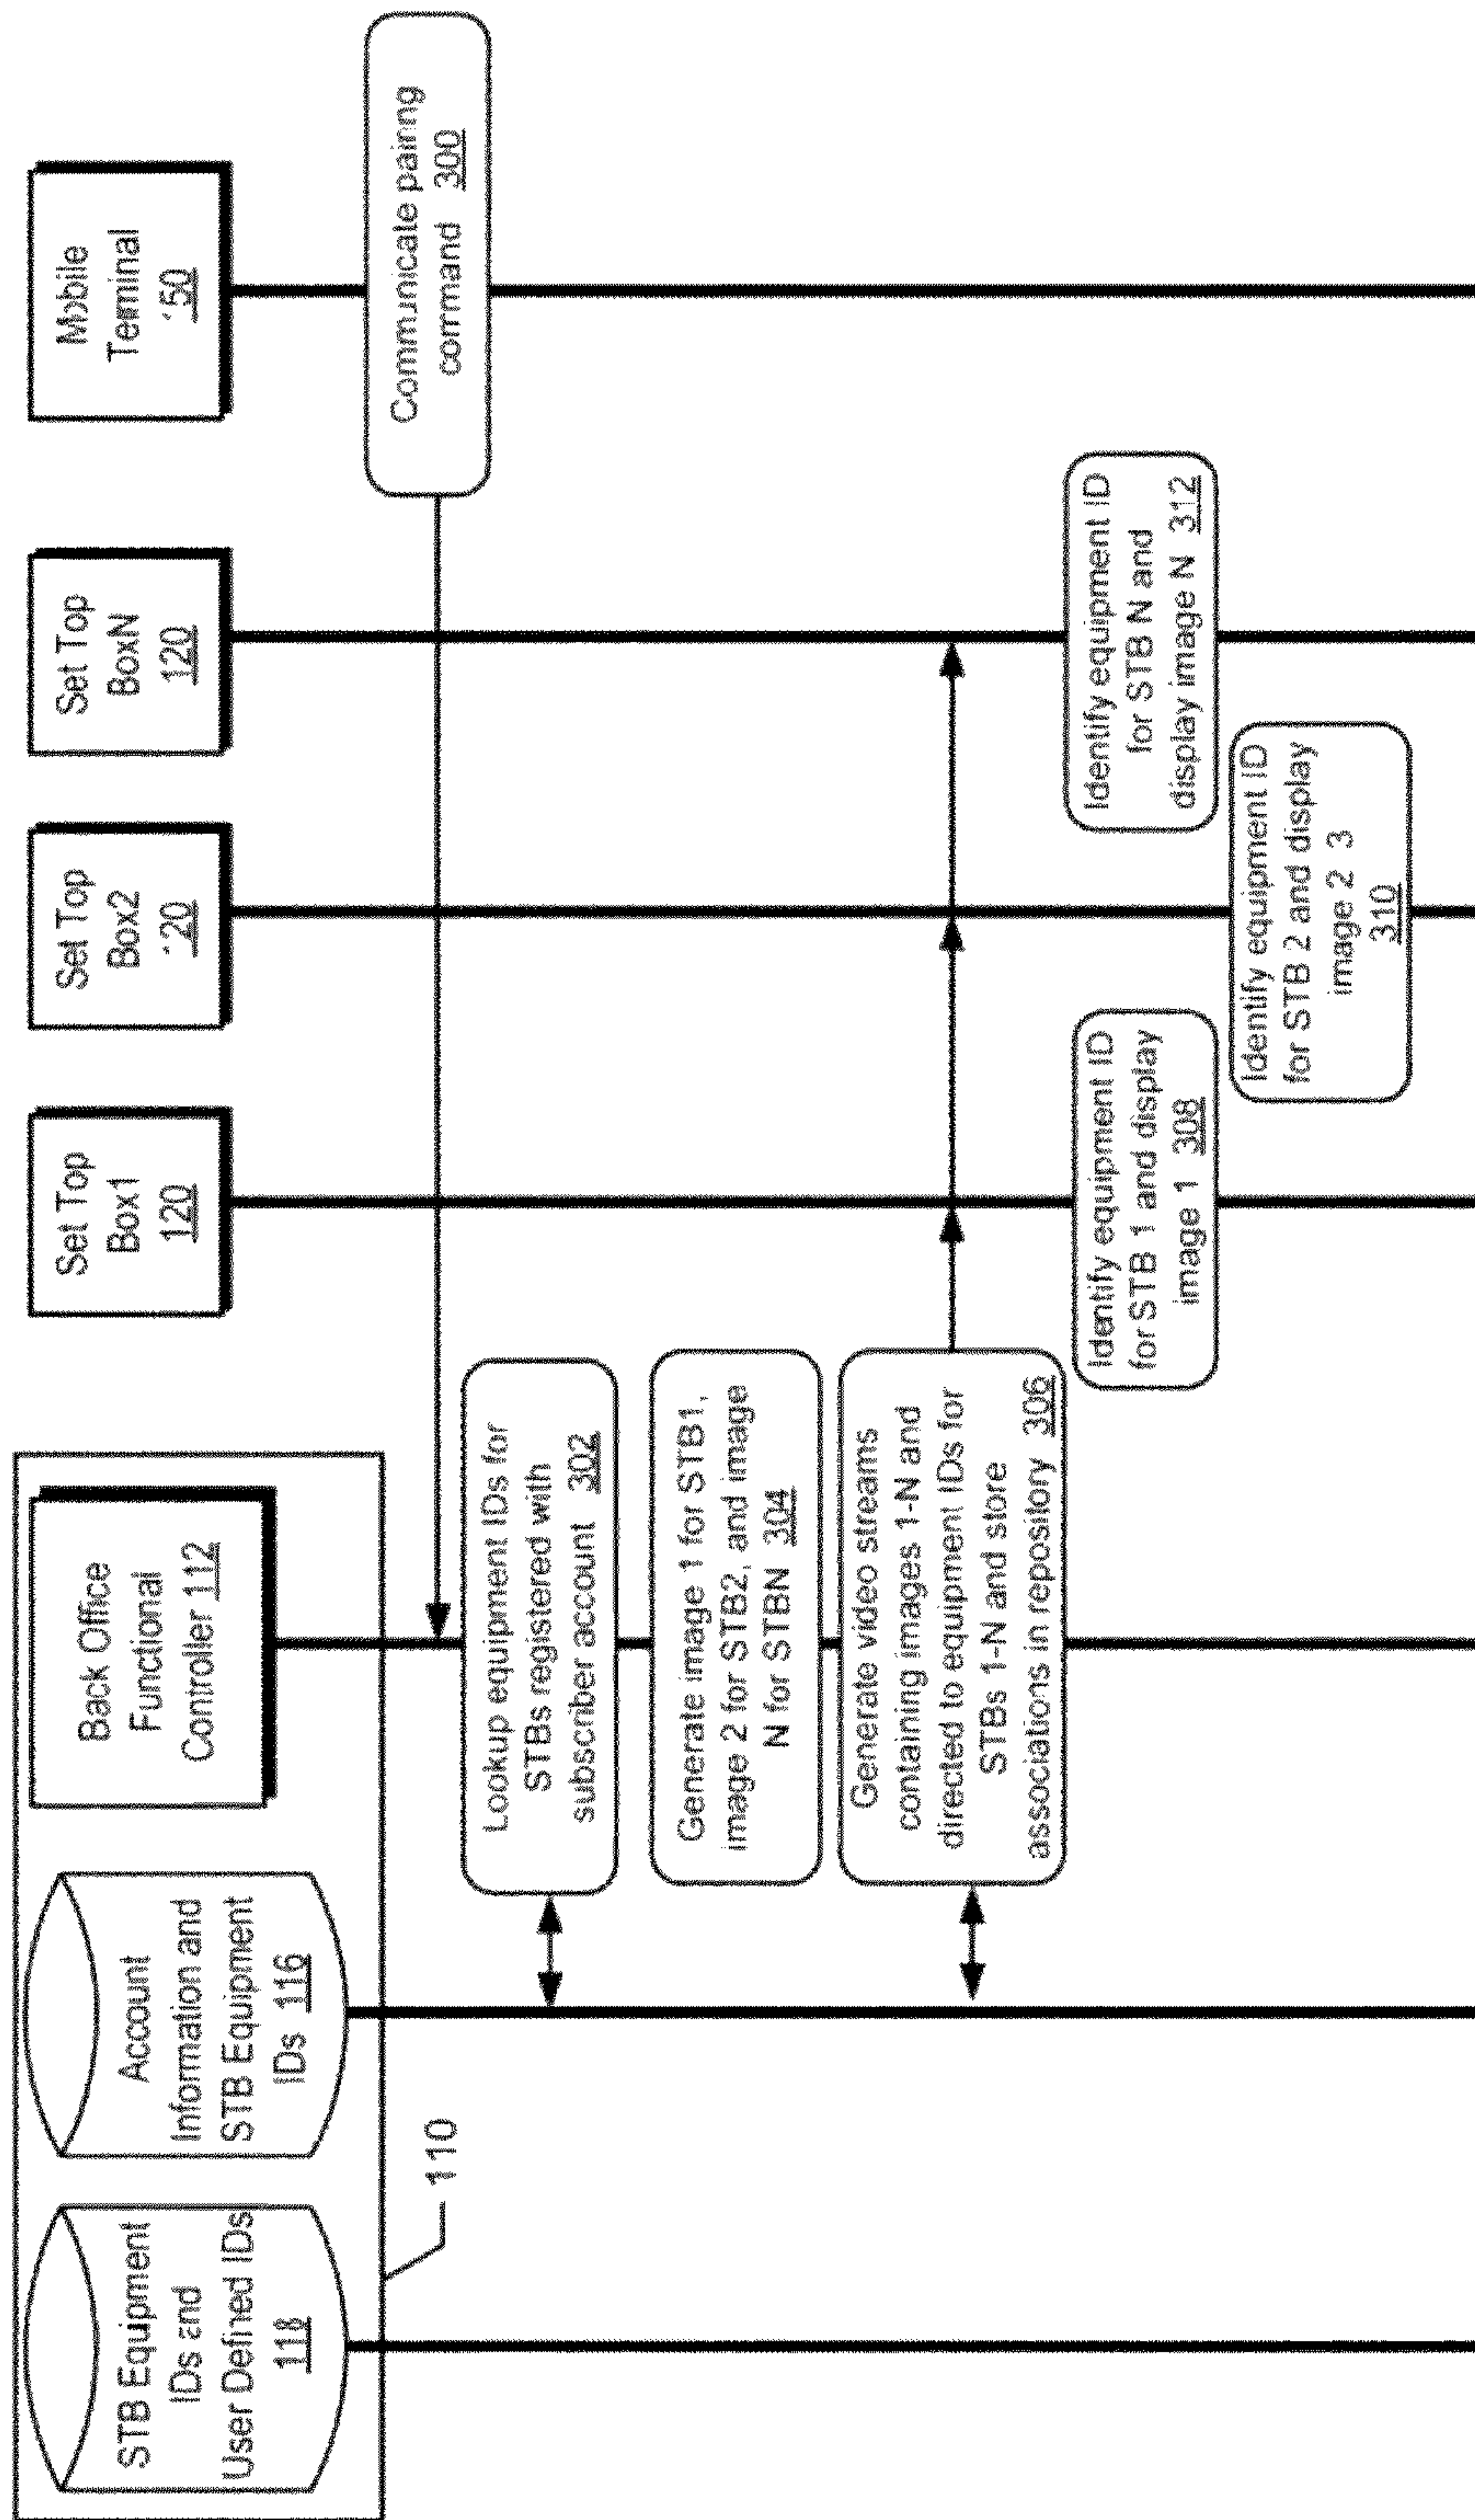 STB Equipment
IDs and
User Defined IDs
118
Account
Information and
STB Equipment
IDs 116
Back Office
Functional
Controller 112
Set Top
Box1
120
Set Top
Box2
120
Set Top
BoxN
120
Mobile
Terminal
150
110
Communicate pairing
command 300
Lookup equipment IDs for
STBs registered with
subscriber account 302
Generate image 1 for STB1,
image 2 for STB2, and image
N for STBN 304
Generate video streams
containing images 1-N and
directed to equipment IDs for
STBs 1-N and store
associations in repository 306
Identify equipment ID
for STB 1 and display
image 1 308
Identify equipment ID
for STB 2 and display
image 2 3
310
Identify equipment ID
for STB N and
display image N 312